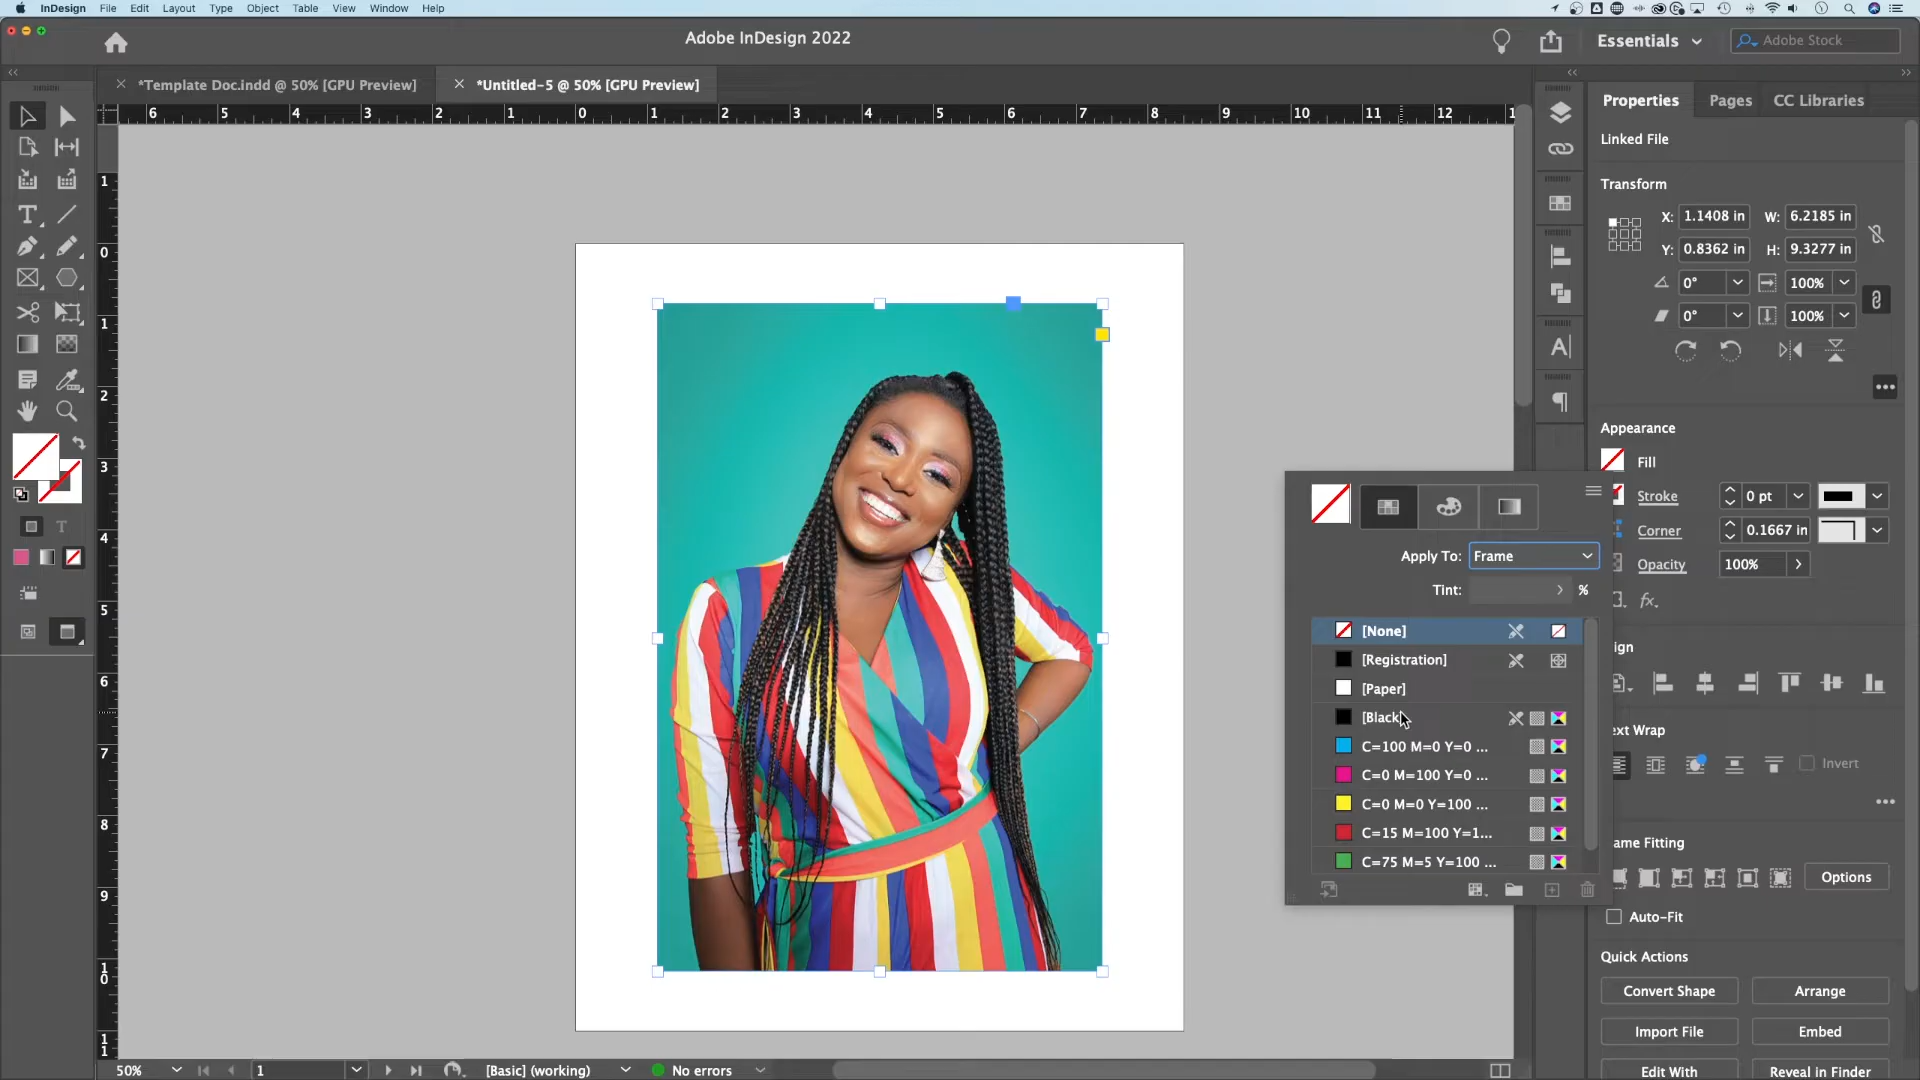 InDesign File Edit Layout Type Object Table View Window Help
Adobe InDesign 2022
Essentials
Adobe Stock
*Template Doc.indd @ 50% [GPU Preview]
*Untitled-5 @ 50% [GPU Preview]
Properties Pages CC Libraries
6 5 4 3 2 1 0 1 2 3 4 5 6 7 8 9 10 11 12 1
1
0
1
2
3
4
5
6
7
8
9
10
11
Linked File
Transform
X: 1.1408 in W: 6.2185 in
Y: 0.8362 in H: 9.3277 in
0° 100%
0° 100%
Appearance
Fill
Stroke 0 pt
Corner 0.1667 in
Opacity 100%
fx.
Apply To: Frame
Tint: %
[None]
[Registration]
[Paper]
[Black]
C=100 M=0 Y=0 ...
C=0 M=100 Y=0 ...
C=0 M=0 Y=100 ...
C=15 M=100 Y=1...
C=75 M=5 Y=100 ...
ign
ext Wrap
Invert
ame Fitting
Options
Auto-Fit
Quick Actions
Convert Shape Arrange
Import File Embed
Edit With Reveal in Finder
50% 1 [Basic] (working) No errors